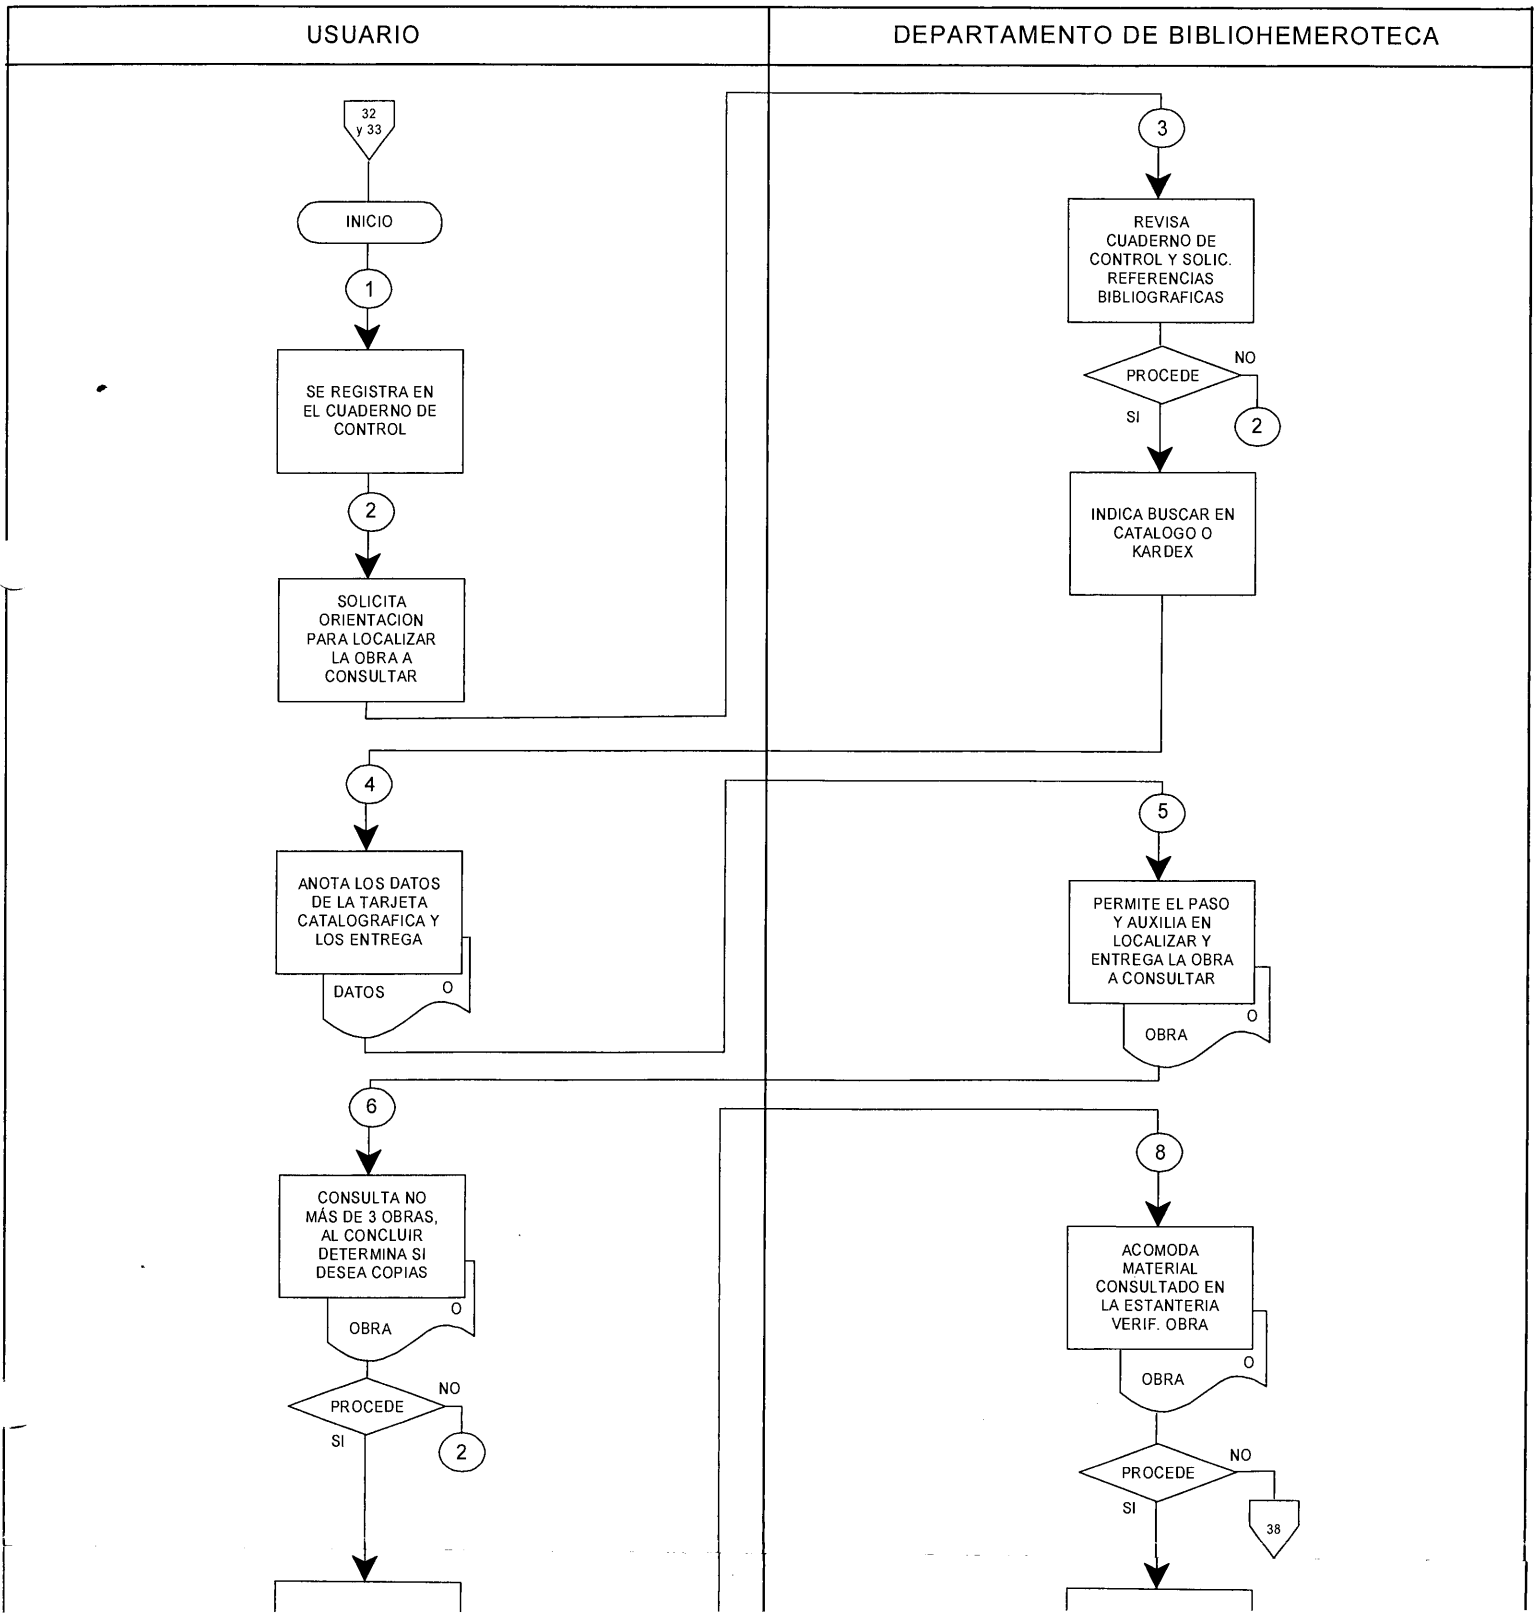 USUARIO
DEPARTAMENTO DE BIBLIOHEMEROTECA
32
y 33
INICIO
1
SE REGISTRA EN
EL CUADERNO DE
CONTROL
2
SOLICITA
ORIENTACION
PARA LOCALIZAR
LA OBRA A
CONSULTAR
3
REVISA
CUADERNO DE
CONTROL Y SOLIC.
REFERENCIAS
BIBLIOGRAFICAS
PROCEDE
NO
2
SI
INDICA BUSCAR EN
CATALOGO O
KARDEX
4
ANOTA LOS DATOS
DE LA TARJETA
CATALOGRAFICA Y
LOS ENTREGA
DATOS
O
5
PERMITE EL PASO
Y AUXILIA EN
LOCALIZAR Y
ENTREGA LA OBRA
A CONSULTAR
O
OBRA
6
CONSULTA NO
MÁS DE 3 OBRAS,
AL CONCLUIR
DETERMINA SI
DESEA COPIAS
O
OBRA
PROCEDE
NO
2
SI
8
ACOMODA
MATERIAL
CONSULTADO EN
LA ESTANTERIA
VERIF. OBRA
O
OBRA
PROCEDE
NO
38
SI